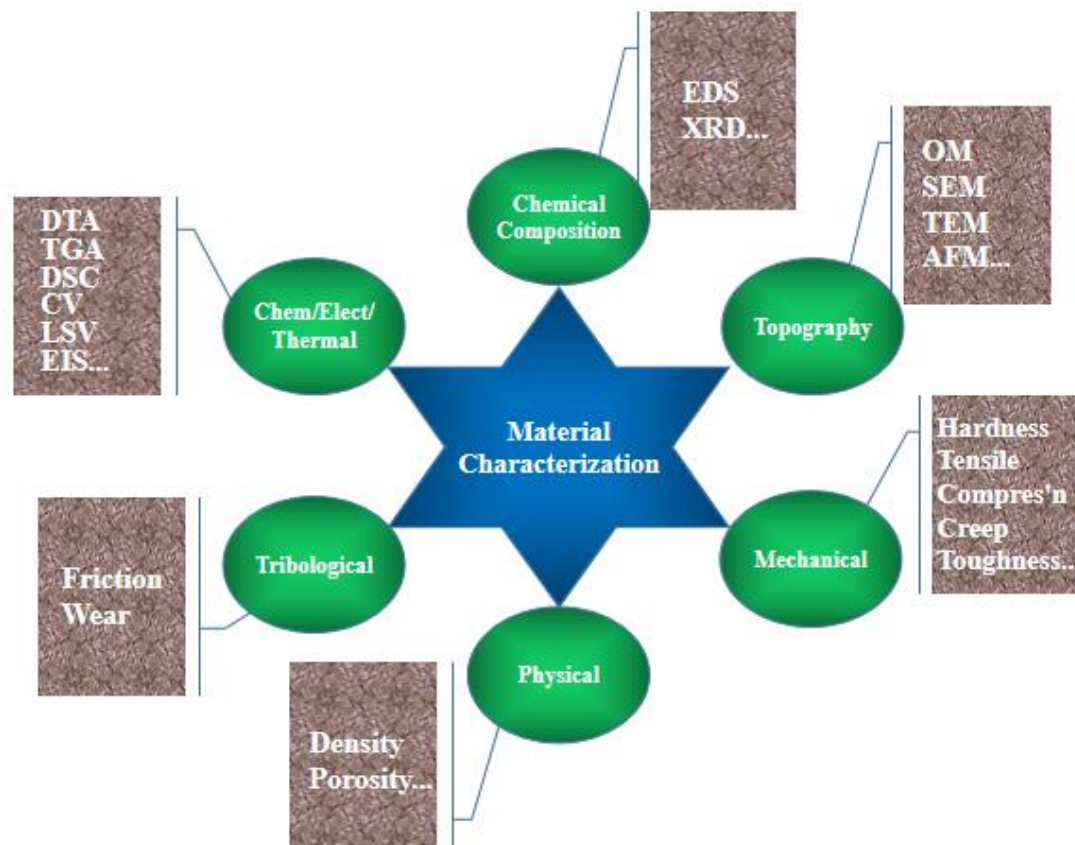 EDS
XRD...
Chemical
Composition
OM
SEM
TEM
AFM...
Topography
DTA
TGA
DSC
CV
LSV
EIS...
Chem/Elect/
Thermal
Material
Characterization
Hardness
Tensile
Compres'n
Creep
Toughness...
Mechanical
Friction
Wear
Tribological
Physical
Density
Porosity...